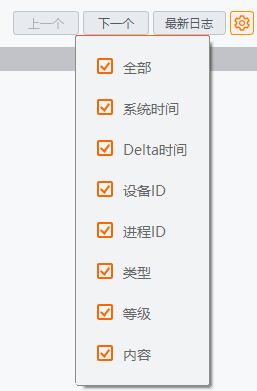 上一个 下一个 最新日志
全部
系统时间
Delta时间
设备ID
进程ID
类型
等级
内容